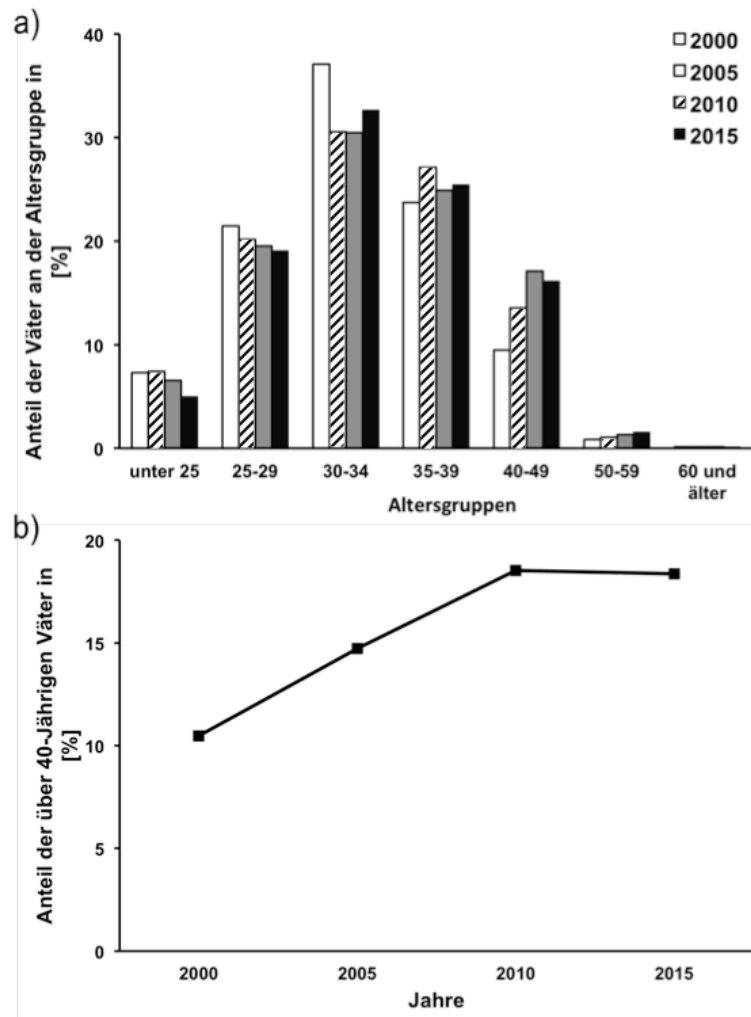 a)
Anteil der Väter an der Altersgruppe in
[%]
40
30
20
10
0
2000
2005
2010
2015
unter 25
25-29
30-34
35-39
40-49
50-59
60 und
älter
Altersgruppen
b)
Anteil der über 40-Jährigen Väter in
[%]
20
15
10
5
0
2000
2005
2010
2015
Jahre